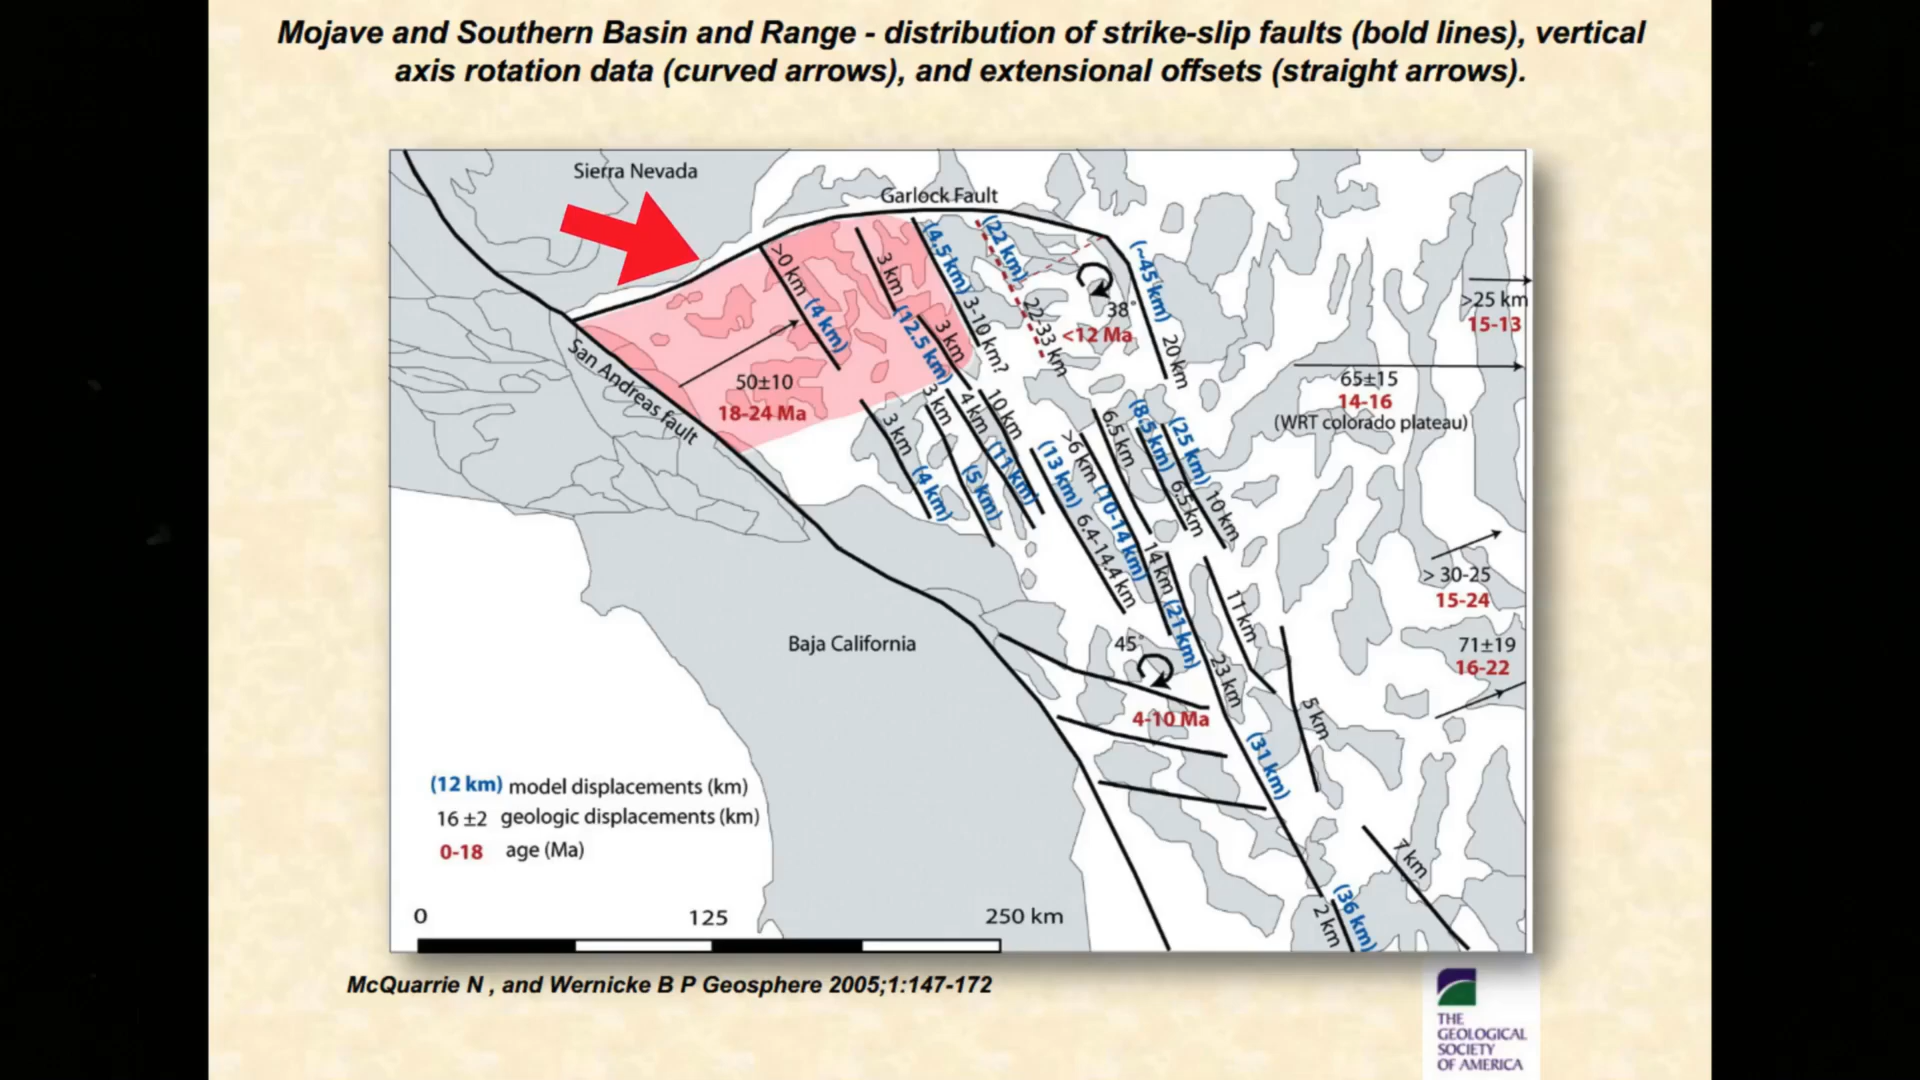 Mojave and Southern Basin and Range - distribution of strike-slip faults (bold lines), vertical
axis rotation data (curved arrows), and extensional offsets (straight arrows).
Sierra Nevada
Garlock Fault
San Andreas fault
>0 km
(4 km)
3 km
(12.5 km)
(4.5 km)
3-10 km?
3 km
(22 km)
22-33 km
38°
<12 Ma
(~45 km)
20 km
>25 km
15-13
65±15
14-16
(WRT colorado plateau)
50±10
18-24 Ma
3 km
(4 km)
3 km
(5 km)
4 km
(11 km)
10 km
(13 km)
6.4-14.4 km
>6 km
(10-14 km)
6.5 km
14 km
(21 km)
(8.5 km)
6.5 km
(25 km)
10 km
> 30-25
15-24
11 km
71±19
16-22
Baja California
45°
4-10 Ma
23 km
5 km
(31 km)
7 km
(36 km)
2 km
(12 km) model displacements (km)
16 ±2 geologic displacements (km)
0-18 age (Ma)
0 125 250 km
McQuarrie N , and Wernicke B P Geosphere 2005;1:147-172
THE
GEOLOGICAL
SOCIETY
OF AMERICA